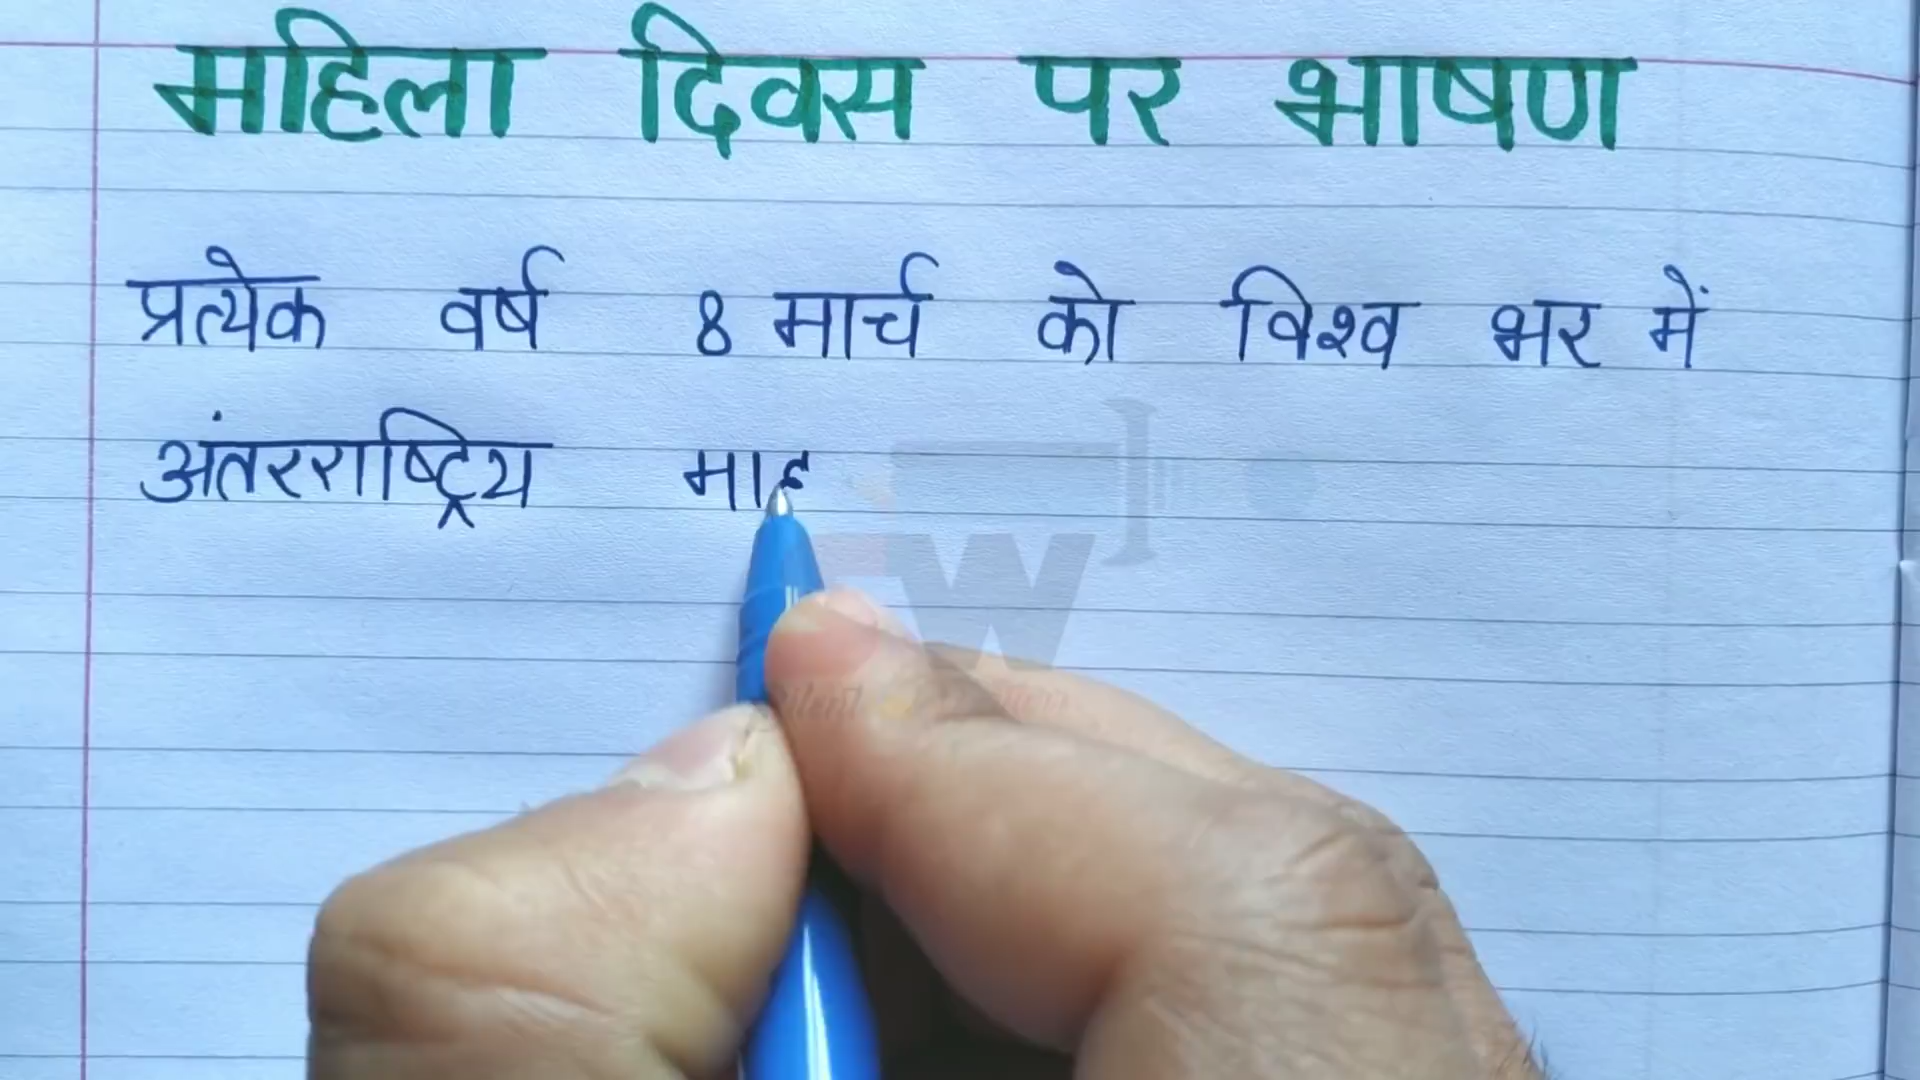 महिला दिवस पर भाषण
प्रत्येक वर्ष 8 मार्च को विश्व भर में
अंतरराष्ट्रिय